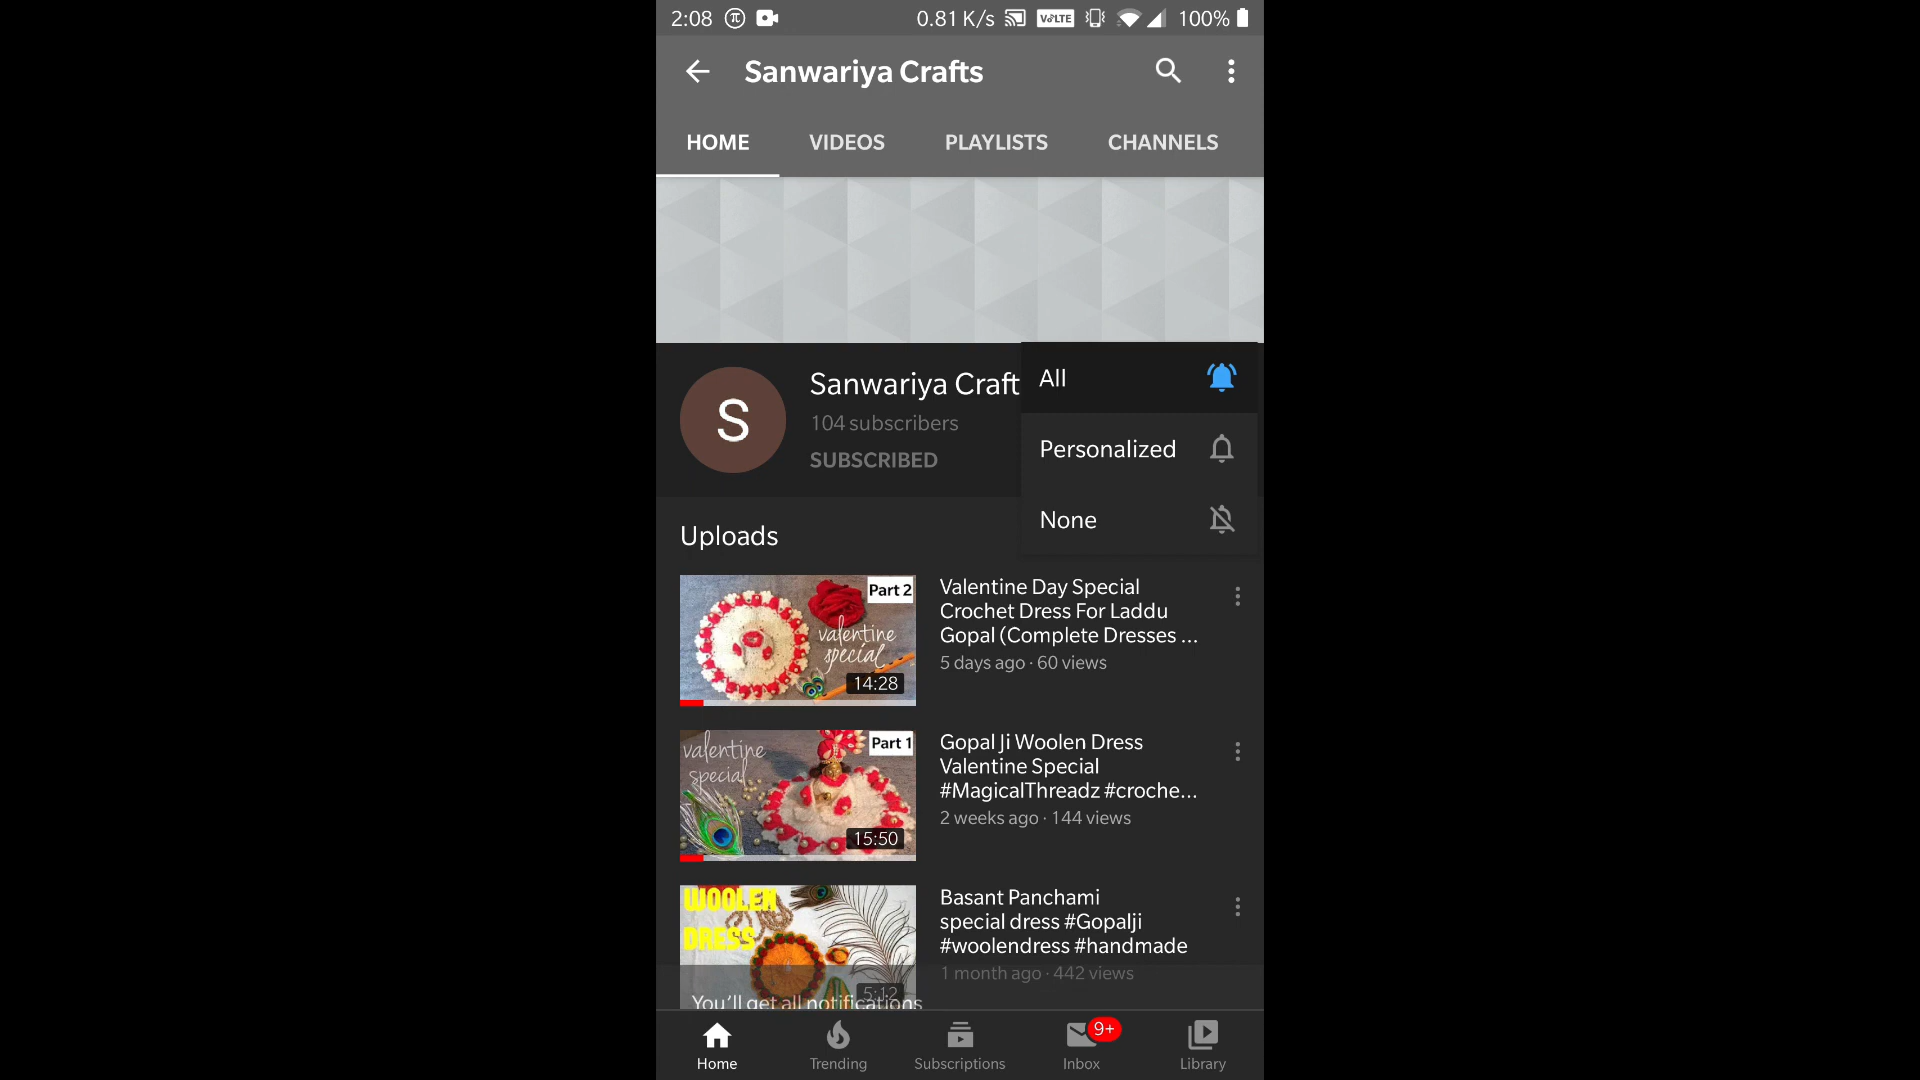 2:08 0.81 K/s VoLTE 100%
Sanwariya Crafts
HOME VIDEOS PLAYLISTS CHANNELS
S
Sanwariya Craft
104 subscribers
SUBSCRIBED
All
Personalized
None
Uploads
Part 2
valentine
special
14:28
Valentine Day Special
Crochet Dress For Laddu
Gopal (Complete Dresses ...
5 days ago · 60 views
valentine
special
Part 1
15:50
Gopal Ji Woolen Dress
Valentine Special
#MagicalThreadz #croche...
2 weeks ago · 144 views
WOOLEN
DRESS
5:12
Basant Panchami
special dress #Gopalji
#woolendress #handmade
1 month ago · 442 views
You'll get all notifications
Home Trending Subscriptions Inbox 9+ Library